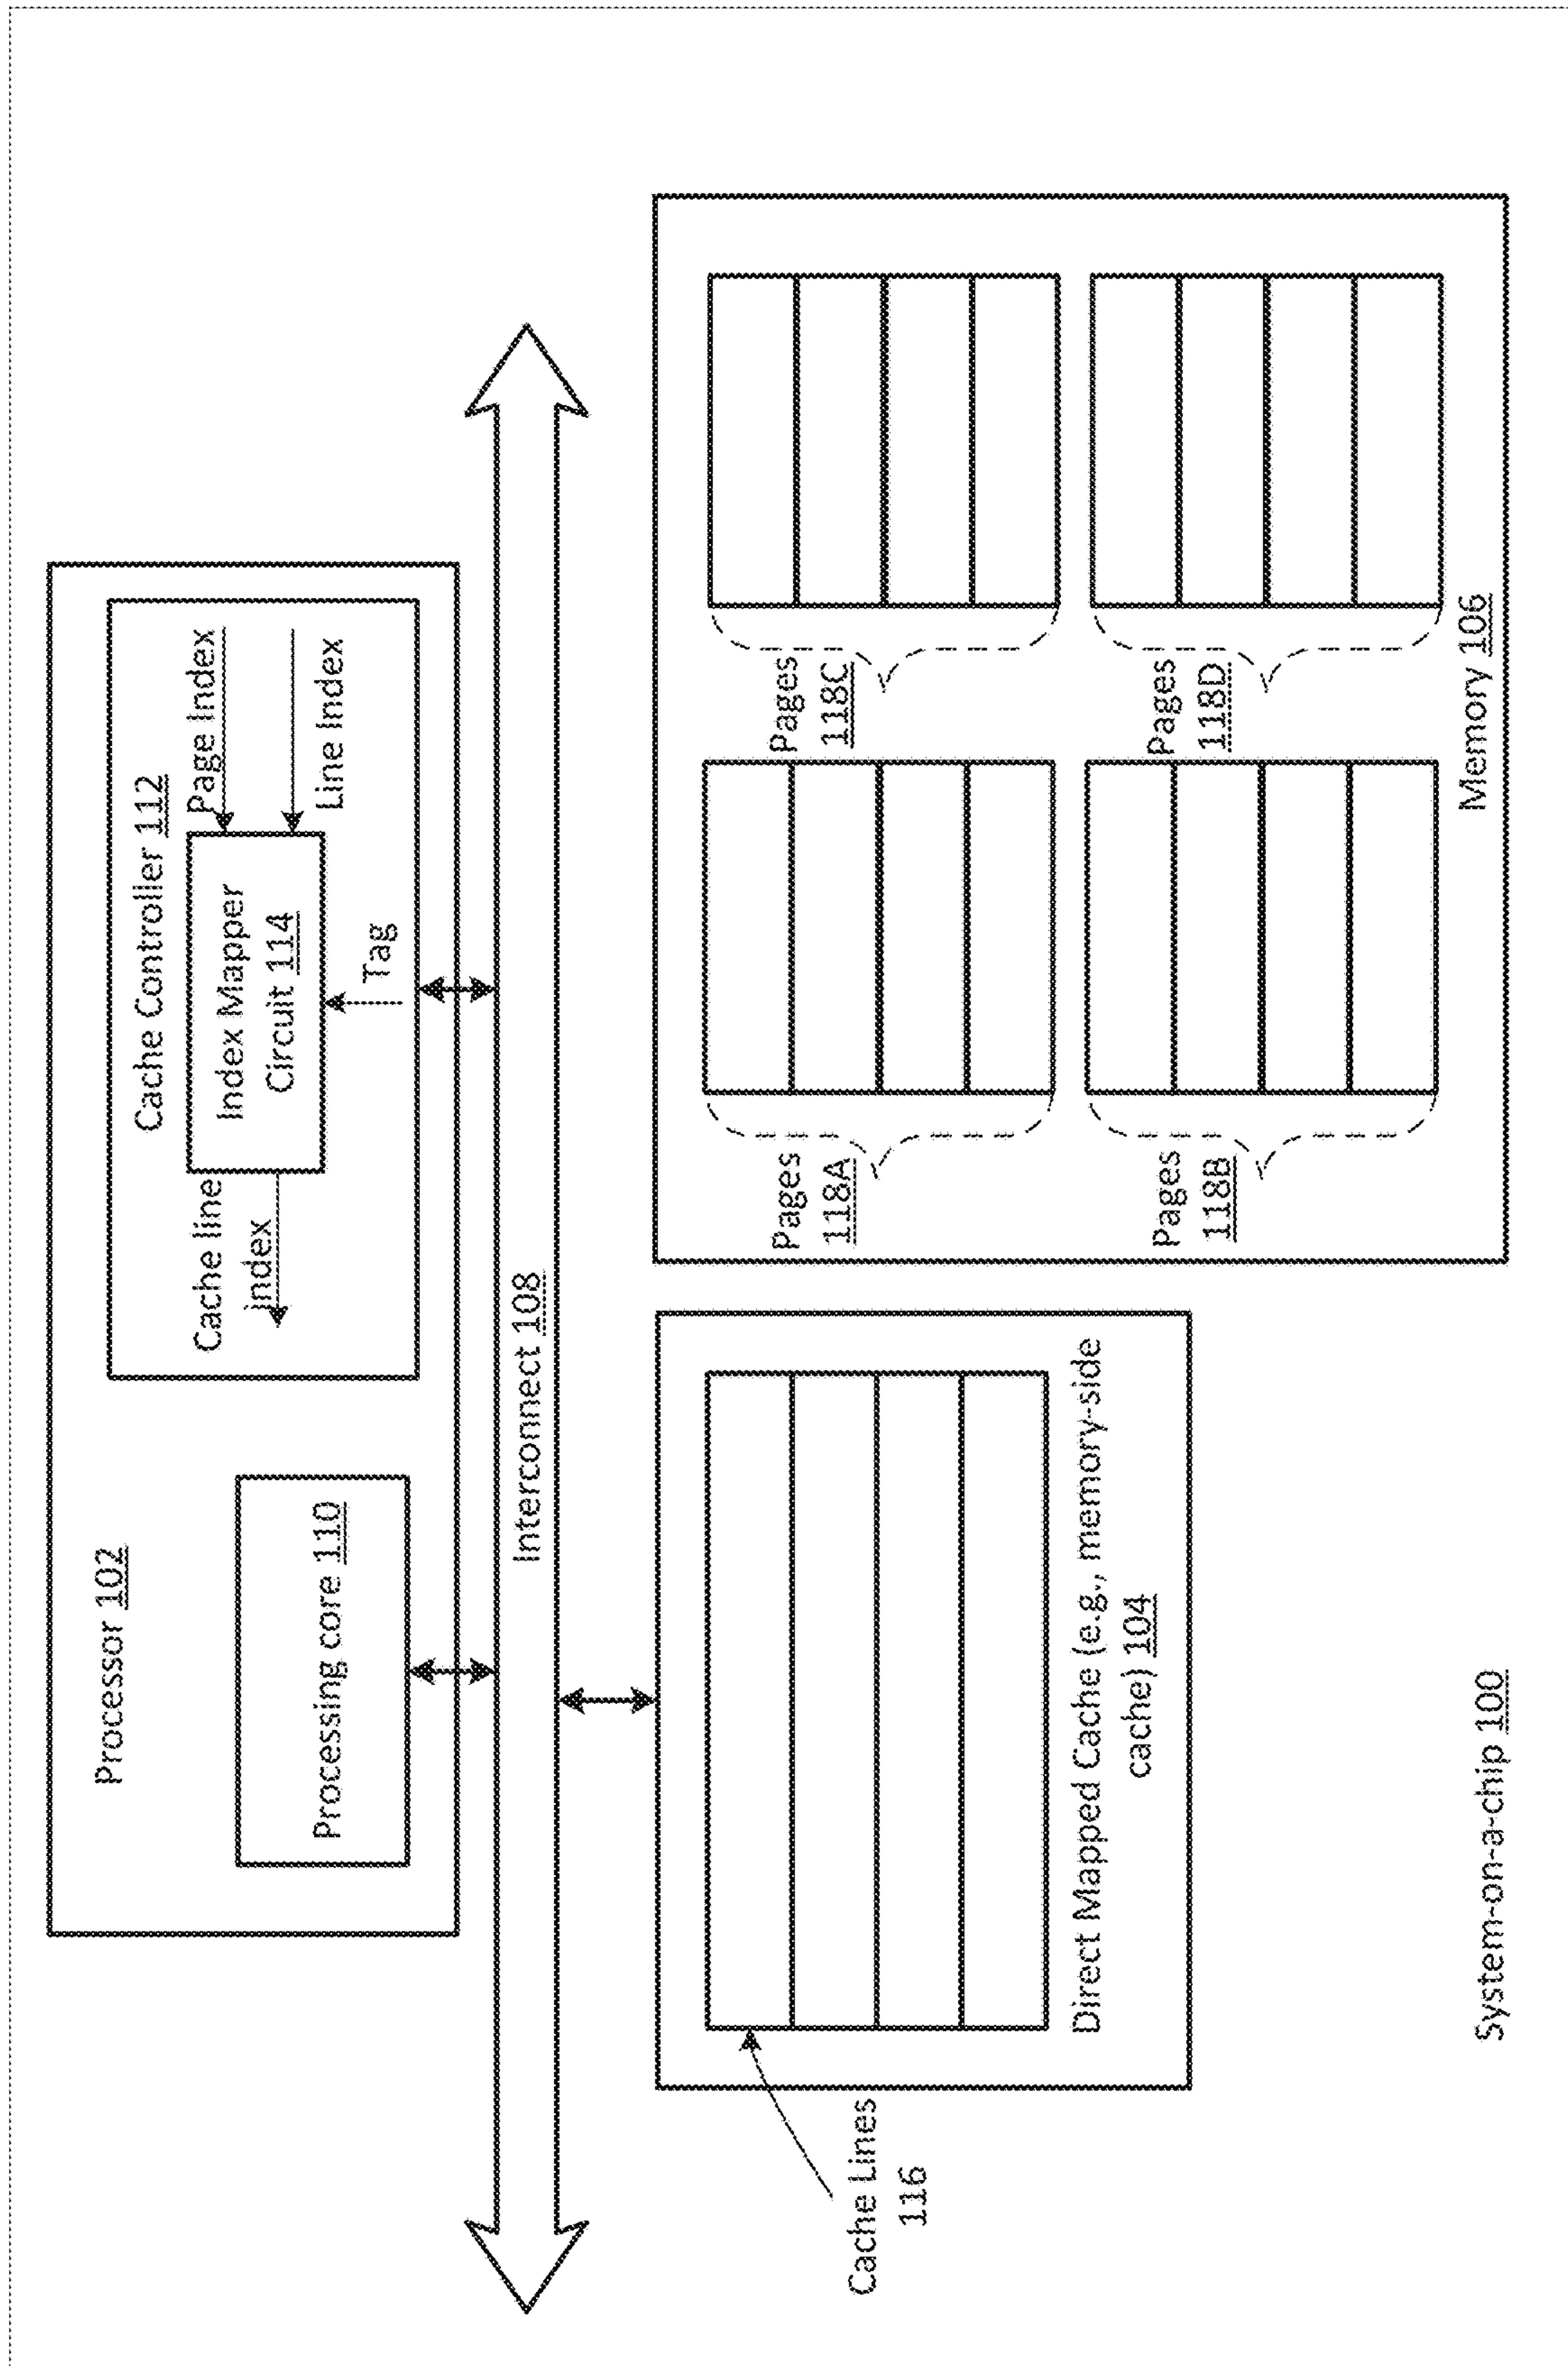 Processor 102
Processing core 110
Cache Controller 112
Cache line
index
Index Mapper
Circuit 114
Page Index
Line Index
Tag
Interconnect 108
Cache Lines
116
Direct Mapped Cache (e.g., memory-side
cache) 104
Pages
118A
Pages
118C
Pages
118B
Pages
118D
Memory 106
System-on-a-chip 100